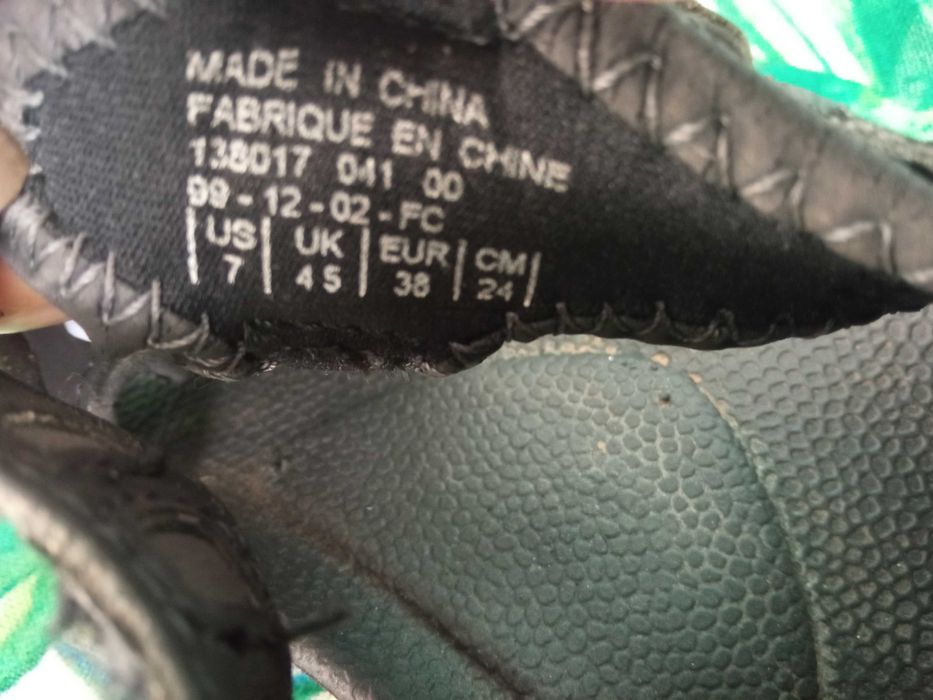 MADE IN CHINA
FABRIQUE EN CHINE
138017 041 00
99-12-02-FC
US UK EUR CM
7 4 5 38 24